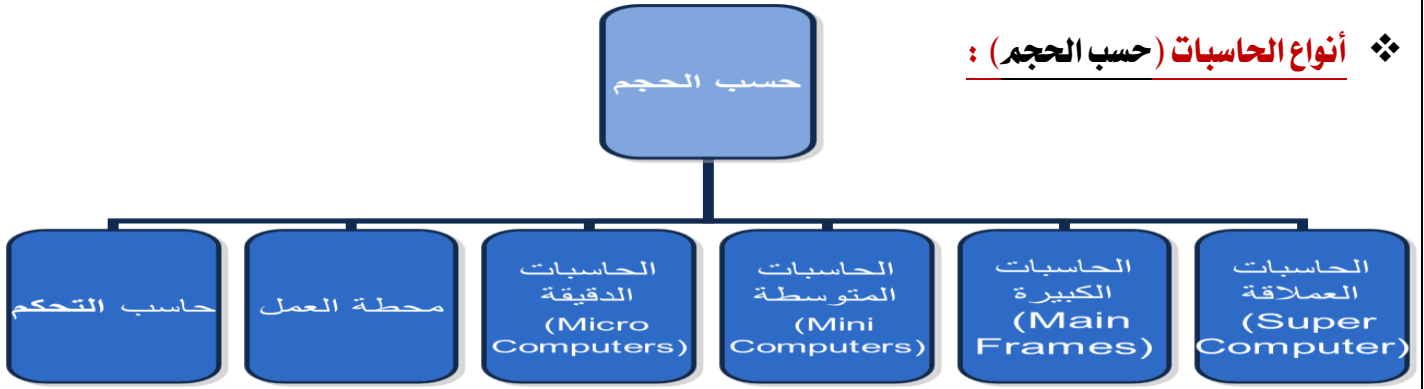 ❖ أنواع الحاسبات (حسب الحجم) :
حسب الحجم
الحاسبات
العملاقة
(Super
Computer)
الحاسبات
الكبيرة
(Main
Frames)
الحاسبات
المتوسطة
(Mini
Computers)
الحاسبات
الدقيقة
(Micro
Computers)
محطة العمل
حاسب التحكم